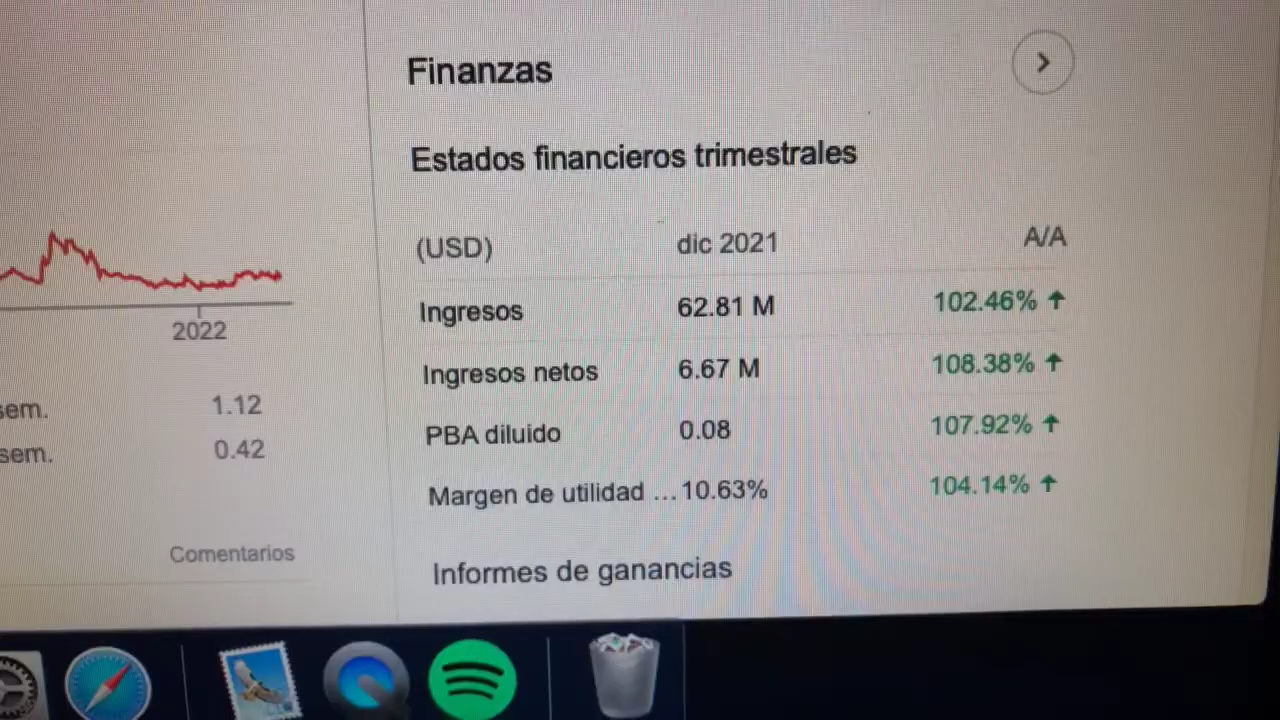 Finanzas
Estados financieros trimestrales
(USD) dic 2021 A/A
Ingresos 62.81 M 102.46%
Ingresos netos 6.67 M 108.38%
PBA diluido 0.08 107.92%
Margen de utilidad ... 10.63% 104.14%
Informes de ganancias
2022
sem. 1.12
sem. 0.42
Comentarios